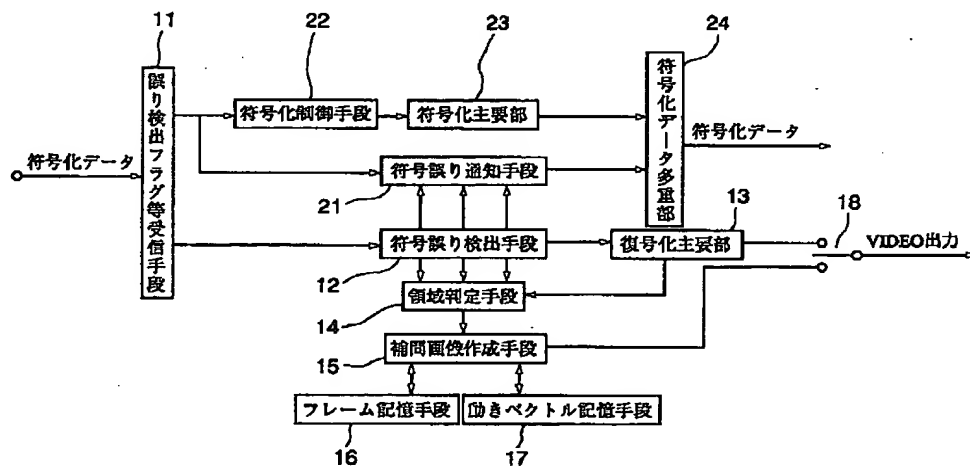 11
22
23
24
誤り検出フラグ等受信手段
符号化制御手段
符号化主要部
符号化データ多重部
符号化データ
符号化データ
符号誤り通知手段
21
13
18
符号誤り検出手段
復号化主要部
VIDEO出力
12
領域判定手段
14
補間画像作成手段
15
フレーム記憶手段
動きベクトル記憶手段
16
17